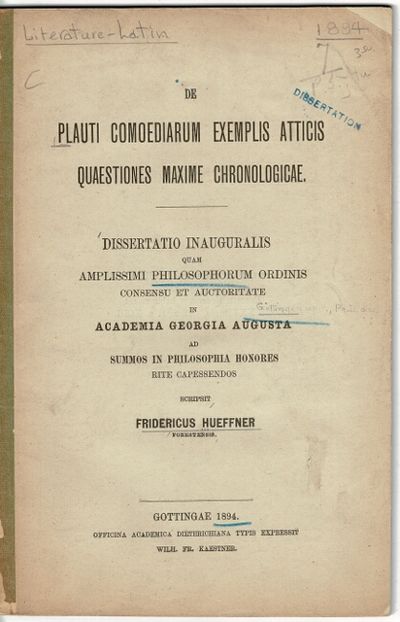 Literature-Latin
1894
C
DISSERTATION
DE
PLAUTI COMOEDIARUM EXEMPLIS ATTICIS
QUAESTIONES MAXIME CHRONOLOGICAE.
DISSERTATIO INAUGURALIS
QUAM
AMPLISSIMI PHILOSOPHORUM ORDINIS
CONSENSU ET AUCTORITATE
IN
ACADEMIA GEORGIA AUGUSTA
AD
SUMMOS IN PHILOSOPHIA HONORES
RITE CAPESSENDOS
SCRIPSIT
FRIDERICUS HUEFFNER
FORESTENSIS.
GOTTINGAE 1894.
OFFICINA ACADEMICA DIETERICHIANA TYPIS EXPRESSIT
WILH. FR. KAESTNER.